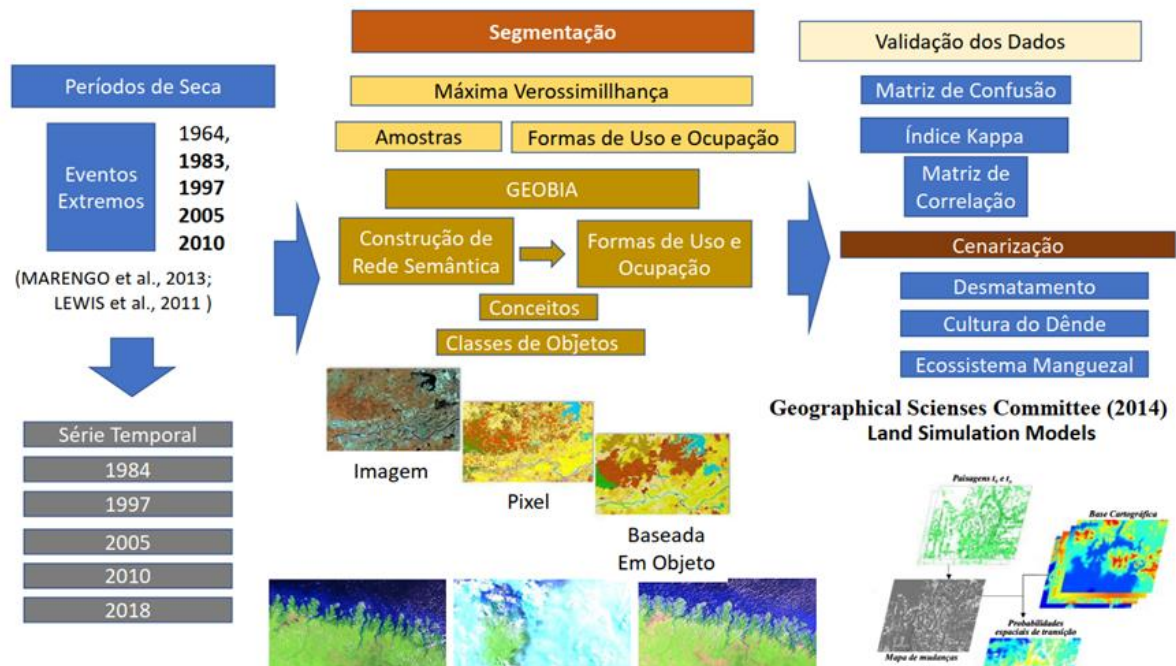 Períodos de Seca
Eventos
Extremos
1964,
1983,
1997
2005
2010
(MARENGO et al., 2013;
LEWIS et al., 2011 )
Série Temporal
1984
1997
2005
2010
2018
Segmentação
Máxima Verossimillhança
Amostras
Formas de Uso e Ocupação
GEOBIA
Construção de
Rede Semântica
Formas de Uso e
Ocupação
Conceitos
Classes de Objetos
Imagem
Pixel
Baseada
Em Objeto
Validação dos Dados
Matriz de Confusão
Índice Kappa
Matriz de
Correlação
Cenarização
Desmatamento
Cultura do Dênde
Ecossistema Manguezal
Geographical Scienses Committee (2014)
Land Simulation Models
Base Cartográfica
Probabilidades
espaciais de transição
Mapa de mudanças